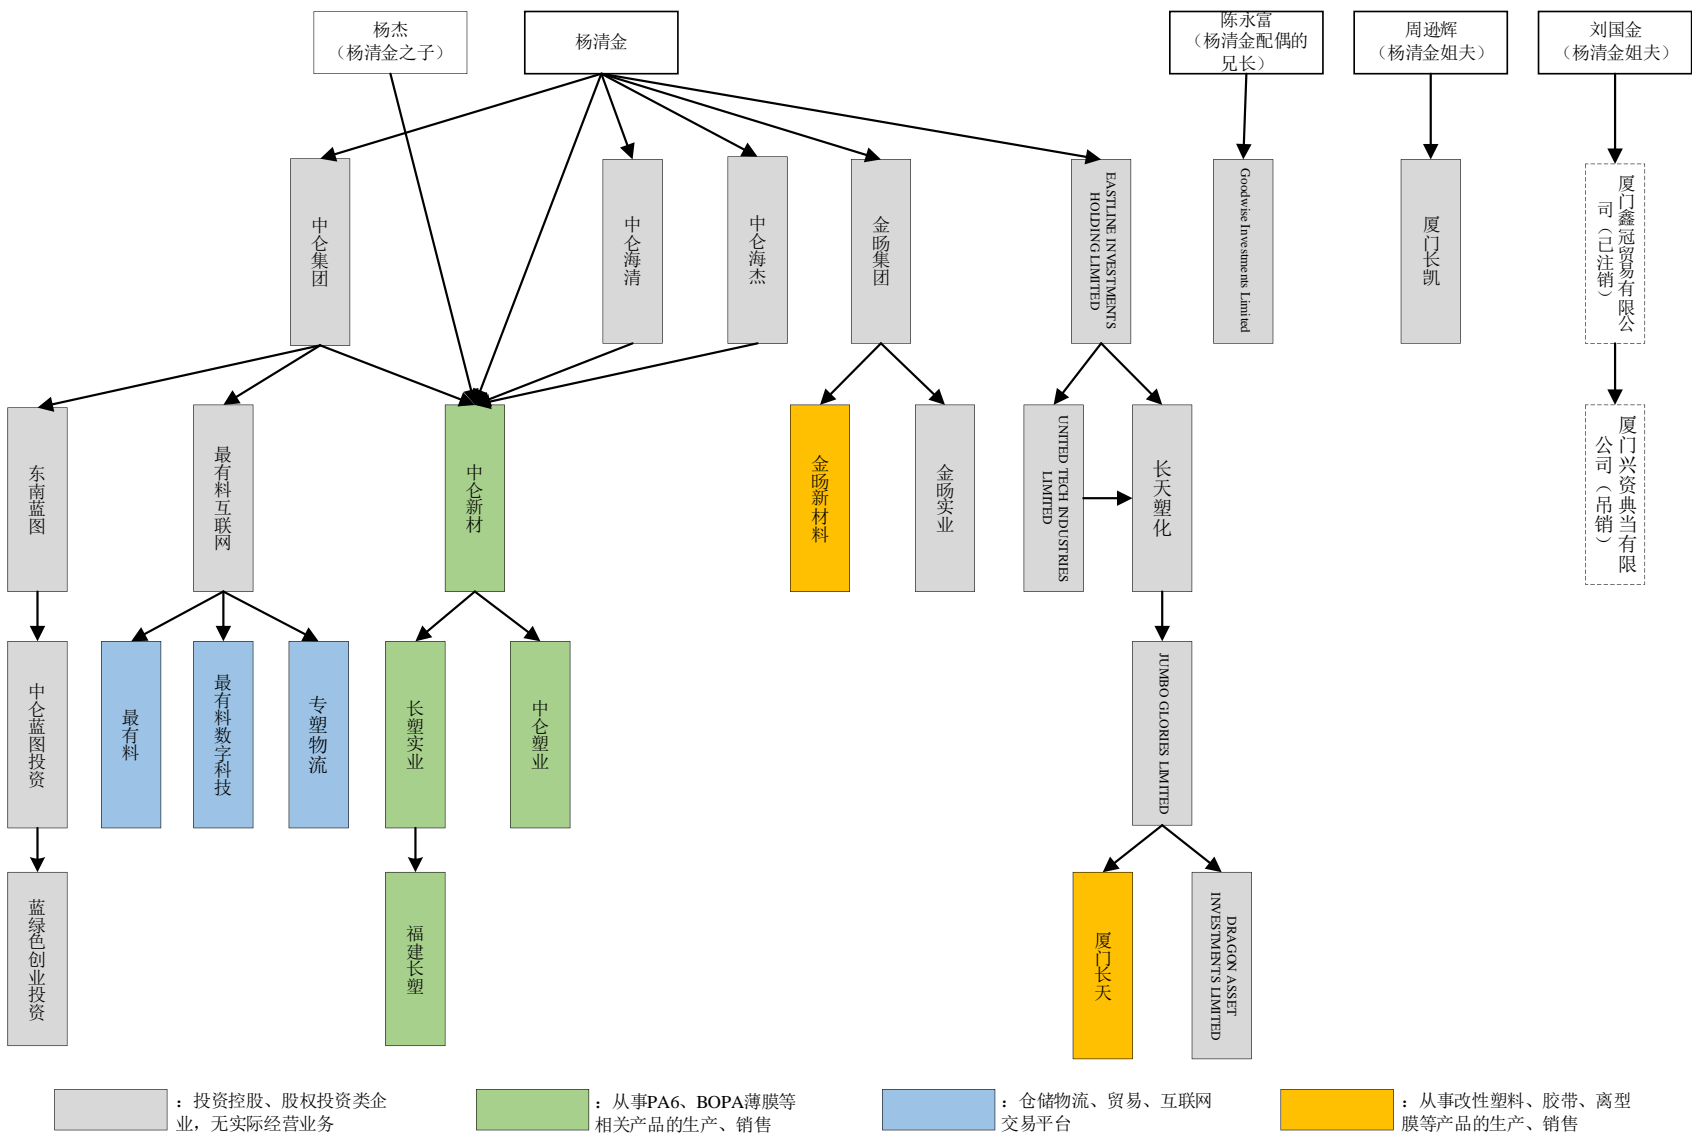 杨杰
（杨清金之子）
杨清金
陈永富
（杨清金配偶的
兄长）
周逊辉
（杨清金姐夫）
刘国金
（杨清金姐夫）
中仑集团
中仑海清
中仑海杰
金旸集团
EASTLINE INVESTMENTS
HOLDING LIMITED
Goodwise Investments Limited
厦门长凯
厦门鑫冠贸易有限公
司（已注销）
东南蓝图
最有料互联网
中仑新材
金旸新材料
金旸实业
UNITED TECH INDUSTRIES
LIMITED
长天塑化
厦门兴资典当有限
公司（吊销）
中仑蓝图投资
最有料
最有料数字科技
专塑物流
长塑实业
中仑塑业
JUMBO GLORIES LIMITED
蓝绿色创业投资
福建长塑
厦门长天
DRAGON ASSET
INVESTMENTS LIMITED
：投资控股、股权投资类企
业，无实际经营业务
：从事PA6、BOPA薄膜等
相关产品的生产、销售
：仓储物流、贸易、互联网
交易平台
：从事改性塑料、胶带、离型
膜等产品的生产、销售